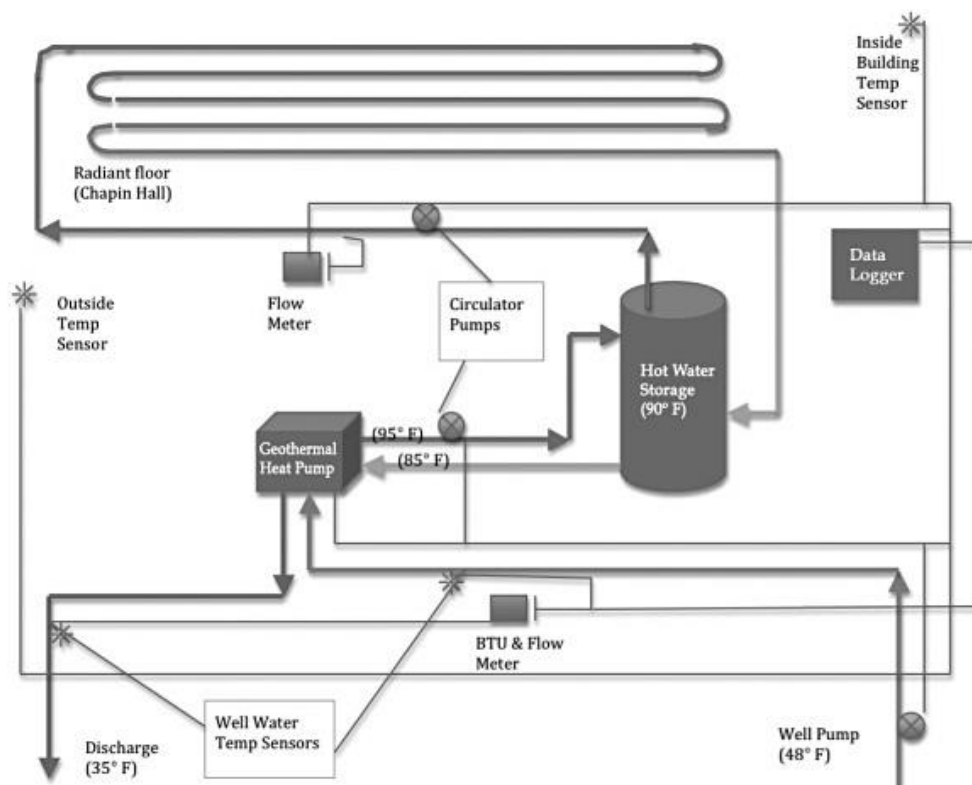 Inside
Building
Temp
Sensor
Radiant floor
(Chapin Hall)
Data
Logger
Outside
Temp
Sensor
Flow
Meter
Circulator
Pumps
Hot Water
Storage
(90° F)
Geothermal
Heat Pump
(95° F)
(85° F)
BTU & Flow
Meter
Well Water
Temp Sensors
Discharge
(35° F)
Well Pump
(48° F)